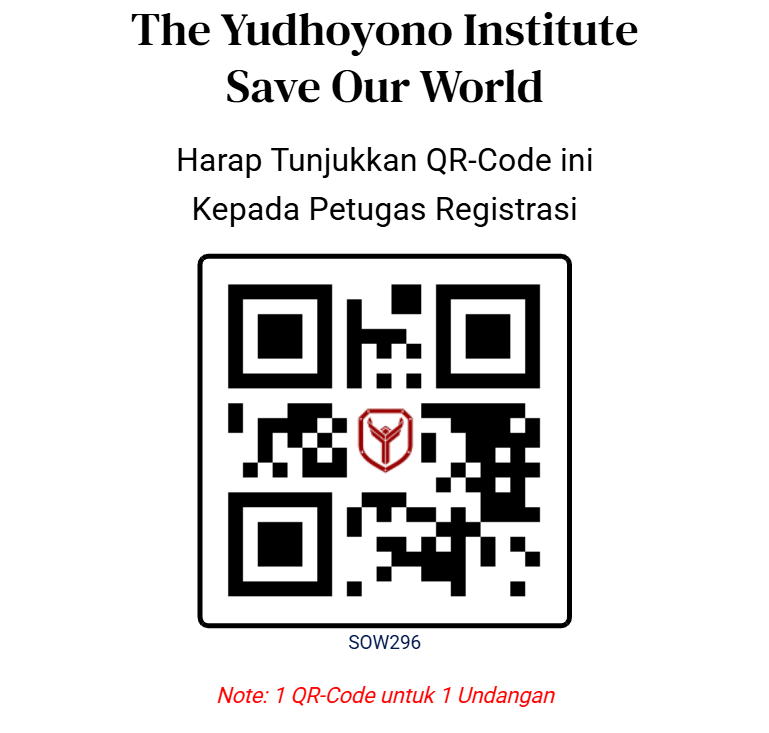 The Yudhoyono Institute
Save Our World
Harap Tunjukkan QR-Code ini
Kepada Petugas Registrasi
SOW296
Note: 1 QR-Code untuk 1 Undangan